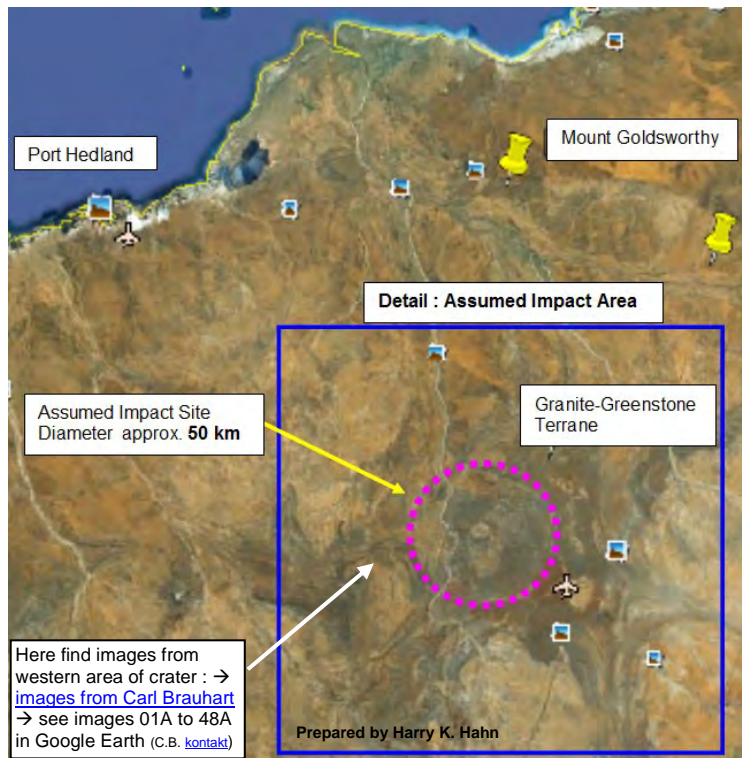 Port Hedland
Mount Goldsworthy
Detail : Assumed Impact Area
Assumed Impact Site
Diameter approx. 50 km
Granite-Greenstone
Terrane
Here find images from
western area of crater : →
images from Carl Brauhart
→ see images 01A to 48A
in Google Earth (C.B. kontakt)
Prepared by Harry K. Hahn